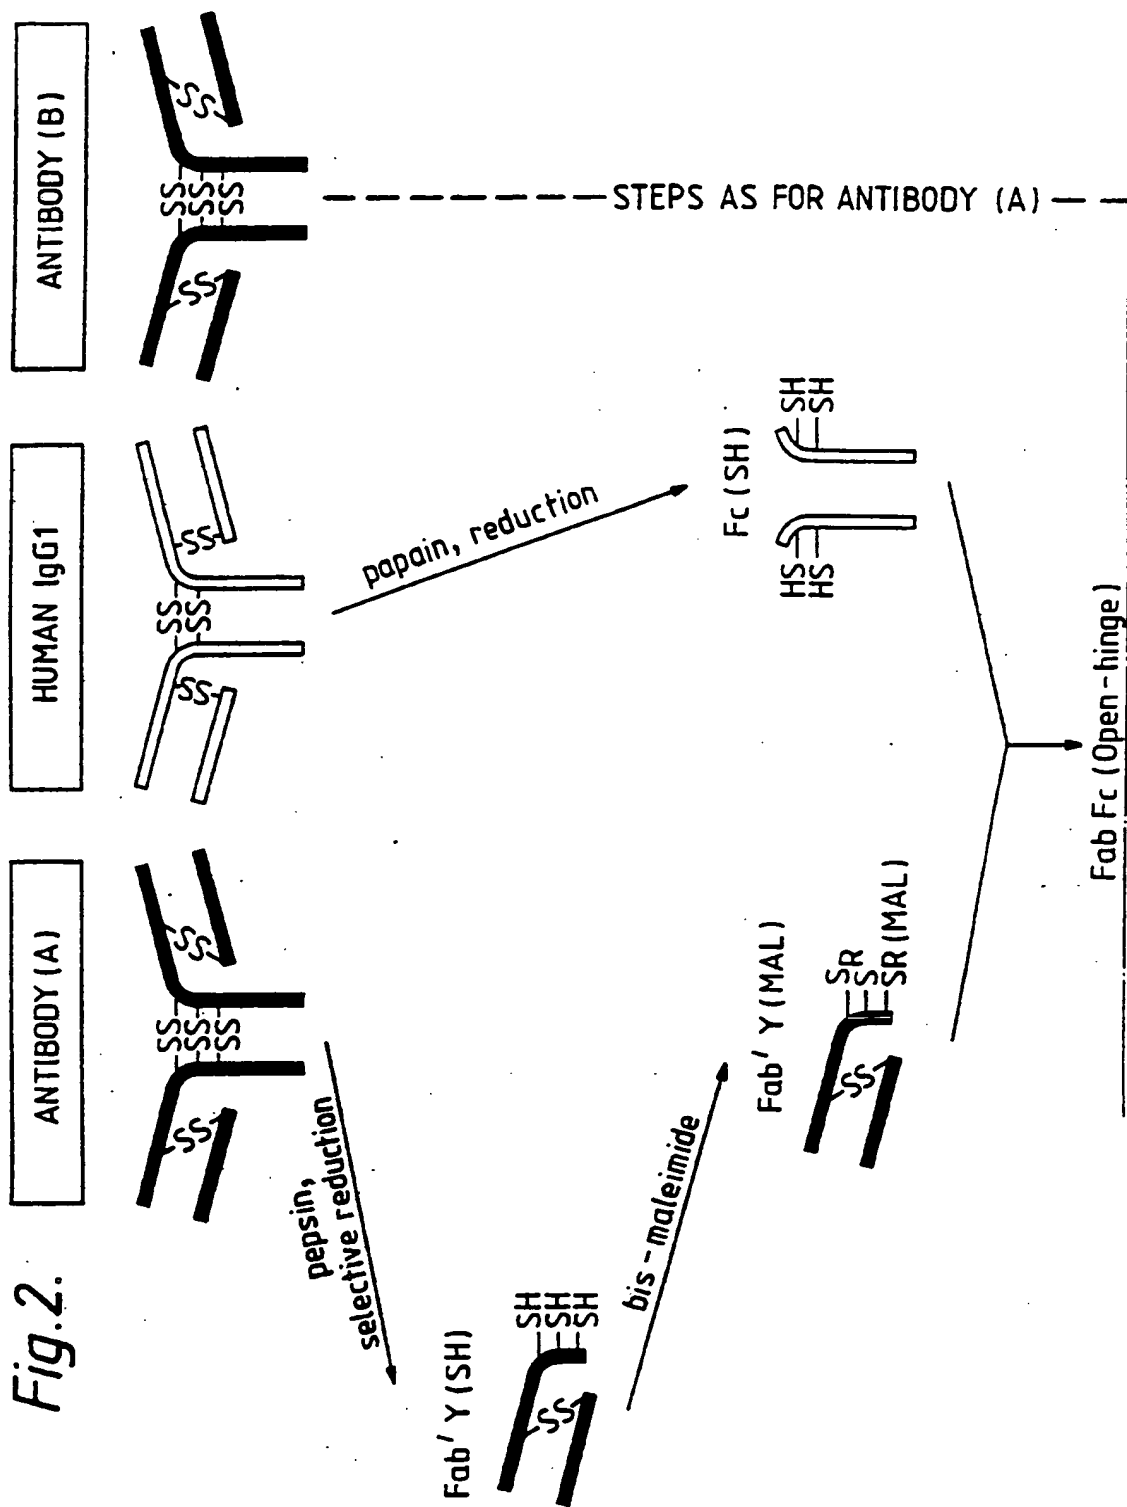 Fig.2.
ANTIBODY (A)
HUMAN IgG1
ANTIBODY (B)
SS
SS
SS
SS
SS
SS
SS
SS
SS
SS
SS
SS
SS
SS
pepsin,
selective reduction
papain, reduction
STEPS AS FOR ANTIBODY (A)
Fab' Y (SH)
SH
SH
SH
SS
bis-maleimide
Fab' Y (MAL)
SR
S
SR (MAL)
SS
Fc (SH)
HS
HS
SH
SH
Fab Fc (Open-hinge)